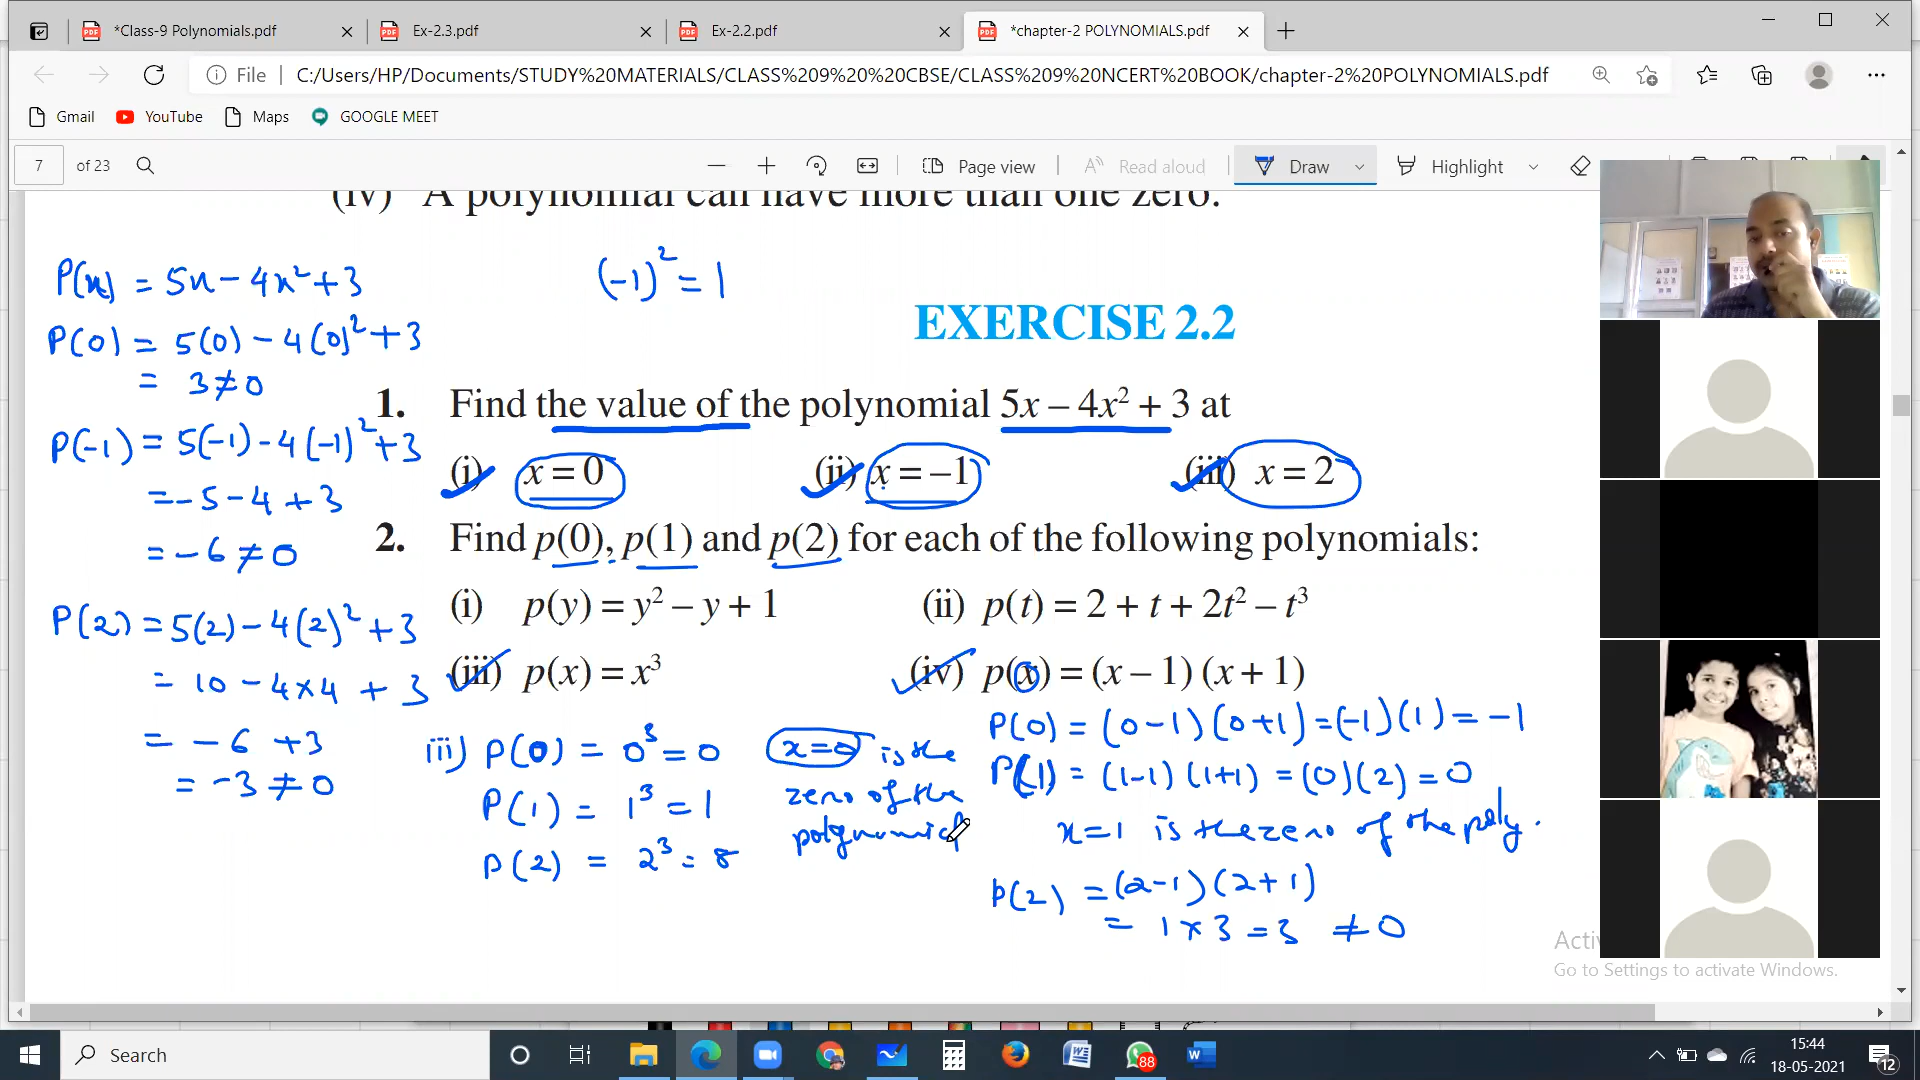 *Class-9 Polynomials.pdf
Ex-2.3.pdf
Ex-2.2.pdf
*chapter-2 POLYNOMIALS.pdf
File
C:/Users/HP/Documents/STUDY%20MATERIALS/CLASS%209%20%20CBSE/CLASS%209%20NCERT%20BOOK/chapter-2%20POLYNOMIALS.pdf
Gmail
YouTube
Maps
GOOGLE MEET
7 of 23
Page view
Read aloud
Draw
Highlight
(iv) A polynomial can have more than one zero.
P(x) = 5x - 4x² + 3
(-1)² = 1
P(0) = 5(0) - 4(0)² + 3
= 3 ≠ 0
EXERCISE 2.2
1. Find the value of the polynomial 5x – 4x² + 3 at
(i) x = 0 (ii) x = –1 (iii) x = 2
P(-1) = 5(-1) - 4(-1)² + 3
= -5 - 4 + 3
= -6 ≠ 0
2. Find p(0), p(1) and p(2) for each of the following polynomials:
(i) p(y) = y² – y + 1 (ii) p(t) = 2 + t + 2t² – t³
(iii) p(x) = x³ (iv) p(x) = (x – 1) (x + 1)
P(2) = 5(2) - 4(2)² + 3
= 10 - 4×4 + 3
= -6 + 3
= -3 ≠ 0
iii) P(0) = 0³ = 0
P(1) = 1³ = 1
P(2) = 2³ = 8
x=0 is the
zero of the
polynomial
P(0) = (0-1)(0+1) = (-1)(1) = -1
P(1) = (1-1)(1+1) = (0)(2) = 0
x=1 is the zero of the poly.
P(2) = (2-1)(2+1)
= 1×3 = 3 ≠ 0
Go to Settings to activate Windows.
Search
88
15:44
18-05-2021
12